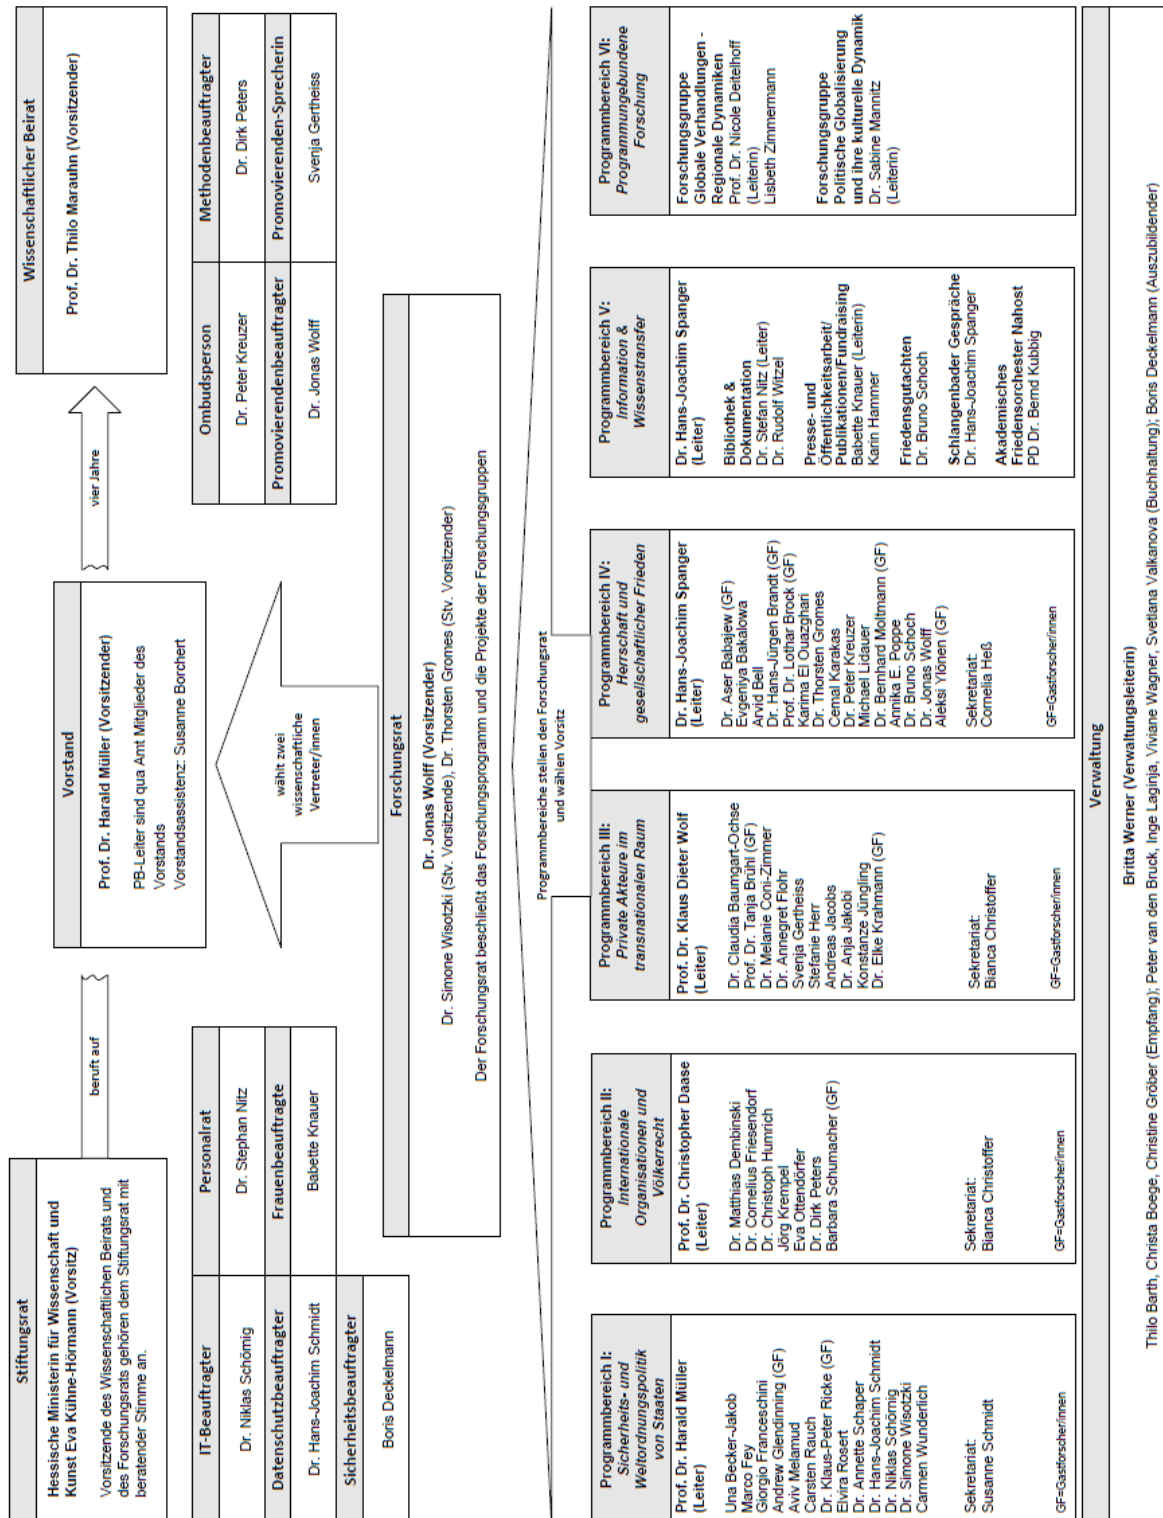 Stiftungsrat
Hessische Ministerin für Wissenschaft und
Kunst Eva Kühne-Hörmann (Vorsitz)
Vorsitzende des Wissenschaftlichen Beirats und
des Forschungsrats gehören dem Stiftungsrat mit
beratender Stimme an.
beruft auf
Vorstand
Prof. Dr. Harald Müller (Vorsitzender)
PB-Leiter sind qua Amt Mitglieder des
Vorstands
Vorstandsassistenz: Susanne Borchert
vier Jahre
Wissenschaftlicher Beirat
Prof. Dr. Thilo Marauhn (Vorsitzender)
IT-Beauftragter
Dr. Niklas Schörnig
Personalrat
Dr. Stephan Nitz
Datenschutzbeauftragter
Dr. Hans-Joachim Schmidt
Frauenbeauftragte
Babette Knauer
Sicherheitsbeauftragter
Boris Deckelmann
wählt zwei
wissenschaftliche
Vertreter/innen
Ombudsperson
Dr. Peter Kreuzer
Methodenbeauftragter
Dr. Dirk Peters
Promovierendenbeauftragter
Dr. Jonas Wolff
Promovierenden-Sprecherin
Svenja Gertheiss
Forschungsrat
Dr. Jonas Wolff (Vorsitzender)
Dr. Simone Wisotzki (Stv. Vorsitzende), Dr. Thorsten Gromes (Stv. Vorsitzender)
Der Forschungsrat beschließt das Forschungsprogramm und die Projekte der Forschungsgruppen
Programmbereiche stellen den Forschungsrat
und wählen Vorsitz
Programmbereich I:
Sicherheits- und
Weltordnungspolitik
von Staaten
Prof. Dr. Harald Müller
(Leiter)
Una Becker-Jakob
Marco Fey
Giorgio Franceschini
Andrew Glendinning (GF)
Aviv Melamud
Carsten Rauch
Dr. Klaus-Peter Ricke (GF)
Elvira Rosert
Dr. Annette Schaper
Dr. Hans-Joachim Schmidt
Dr. Niklas Schörnig
Dr. Simone Wisotzki
Carmen Wunderlich
Sekretariat:
Susanne Schmidt
GF=Gastforscher/innen
Programmbereich II:
Internationale
Organisationen und
Völkerrecht
Prof. Dr. Christopher Daase
(Leiter)
Dr. Matthias Dembinski
Dr. Cornelius Friesendorf
Dr. Christoph Humrich
Jörg Krempel
Eva Ottendörfer
Dr. Dirk Peters
Barbara Schumacher (GF)
Sekretariat:
Bianca Christoffer
GF=Gastforscher/innen
Programmbereich III:
Private Akteure im
transnationalen Raum
Prof. Dr. Klaus Dieter Wolf
(Leiter)
Dr. Claudia Baumgart-Ochse
Prof. Dr. Tanja Brühl (GF)
Dr. Melanie Coni-Zimmer
Dr. Annegret Flohr
Svenja Gertheiss
Stefanie Herr
Andreas Jacobs
Dr. Anja Jakobi
Konstanze Jüngling
Dr. Elke Krahmann (GF)
Sekretariat:
Bianca Christoffer
GF=Gastforscher/innen
Programmbereich IV:
Herrschaft und
gesellschaftlicher Frieden
Dr. Hans-Joachim Spanger
(Leiter)
Dr. Aser Babajew (GF)
Evgeniya Bakalowa
Arvid Bell
Dr. Hans-Jürgen Brandt (GF)
Prof. Dr. Lothar Brock (GF)
Karima El Ouazghari
Dr. Thorsten Gromes
Cemal Karakas
Dr. Peter Kreuzer
Michael Lidauer
Dr. Bernhard Moltmann (GF)
Annika E. Poppe
Dr. Bruno Schoch
Dr. Jonas Wolff
Aleksi Ylönen (GF)
Sekretariat:
Cornelia Heß
GF=Gastforscher/innen
Programmbereich V:
Information &
Wissenstransfer
Dr. Hans-Joachim Spanger
(Leiter)
Bibliothek &
Dokumentation
Dr. Stefan Nitz (Leiter)
Dr. Rudolf Witzel
Presse- und
Öffentlichkeitsarbeit/
Publikationen/Fundraising
Babette Knauer (Leiterin)
Karin Hammer
Friedensgutachten
Dr. Bruno Schoch
Schlangenbader Gespräche
Dr. Hans-Joachim Spanger
Akademisches
Friedensorchester Nahost
PD Dr. Bernd Kubbig
Programmbereich VI:
Programmungebundene
Forschung
Forschungsgruppe
Globale Verhandlungen -
Regionale Dynamiken
Prof. Dr. Nicole Deitelhoff
(Leiterin)
Lisbeth Zimmermann
Forschungsgruppe
Politische Globalisierung
und ihre kulturelle Dynamik
Dr. Sabine Mannitz
(Leiterin)
Verwaltung
Britta Werner (Verwaltungsleiterin)
Thilo Barth, Christa Boege, Christine Gröber (Empfang); Peter van den Bruck, Inge Laginja, Viviane Wagner, Svetlana Valkanova (Buchhaltung); Boris Deckelmann (Auszubildender)